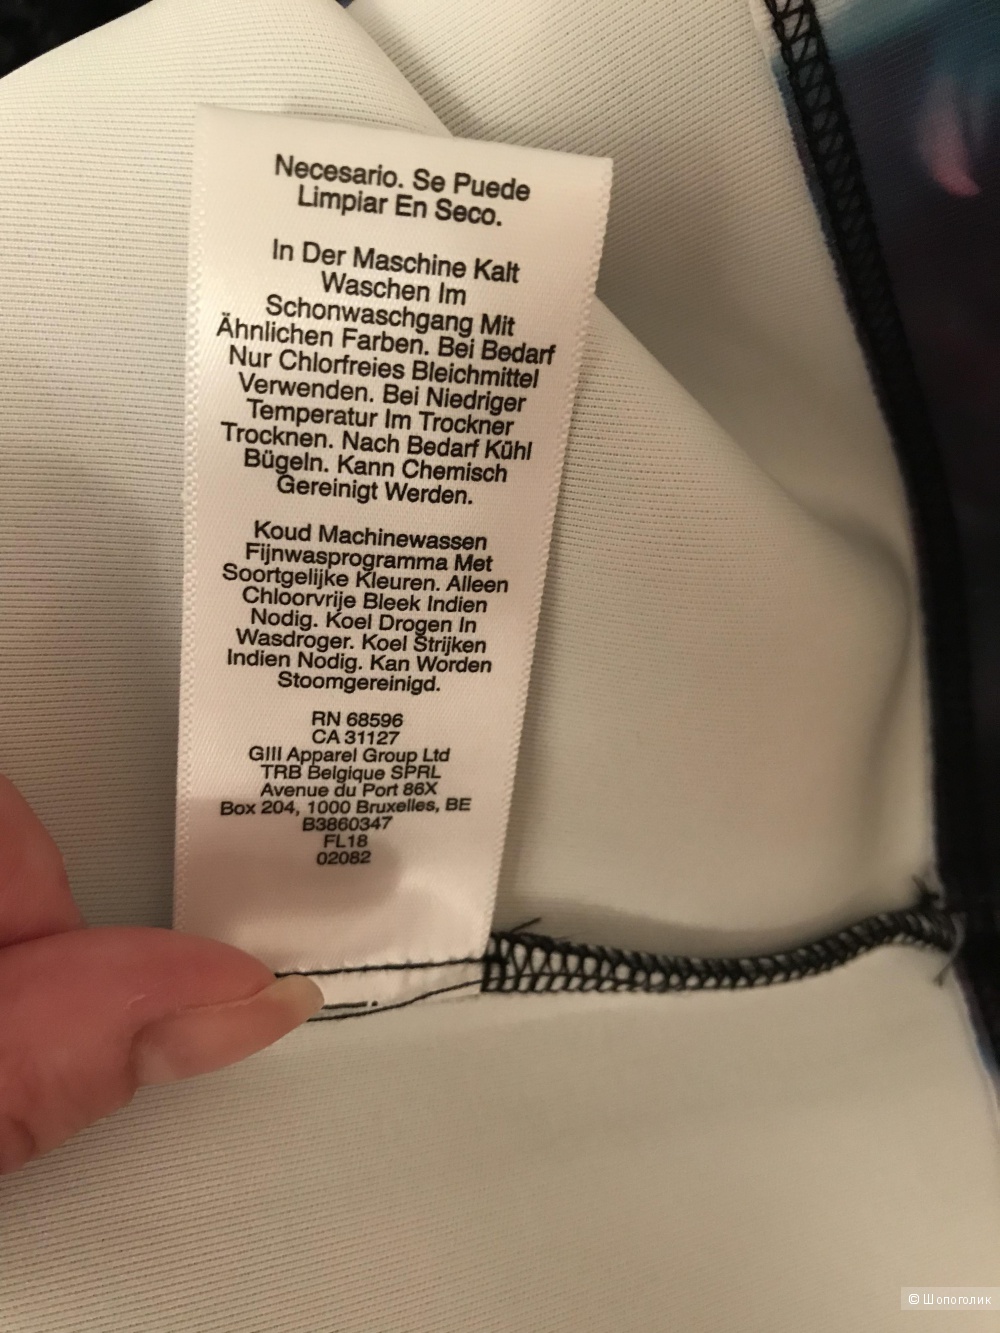 Necesario. Se Puede
Limpiar En Seco.
In Der Maschine Kalt
Waschen Im
Schonwaschgang Mit
Ähnlichen Farben. Bei Bedarf
Nur Chlorfreies Bleichmittel
Verwenden. Bei Niedriger
Temperatur Im Trockner
Trocknen. Nach Bedarf Kühl
Bügeln. Kann Chemisch
Gereinigt Werden.
Koud Machinewassen
Fijnwasprogramma Met
Soortgelijke Kleuren. Alleen
Chloorvrije Bleek Indien
Nodig. Koel Drogen In
Wasdroger. Koel Strijken
Indien Nodig. Kan Worden
Stoomgereinigd.
RN 68596
CA 31127
GIII Apparel Group Ltd
TRB Belgique SPRL
Avenue du Port 86X
Box 204, 1000 Bruxelles, BE
B3860347
FL18
02082
© Шопоголик